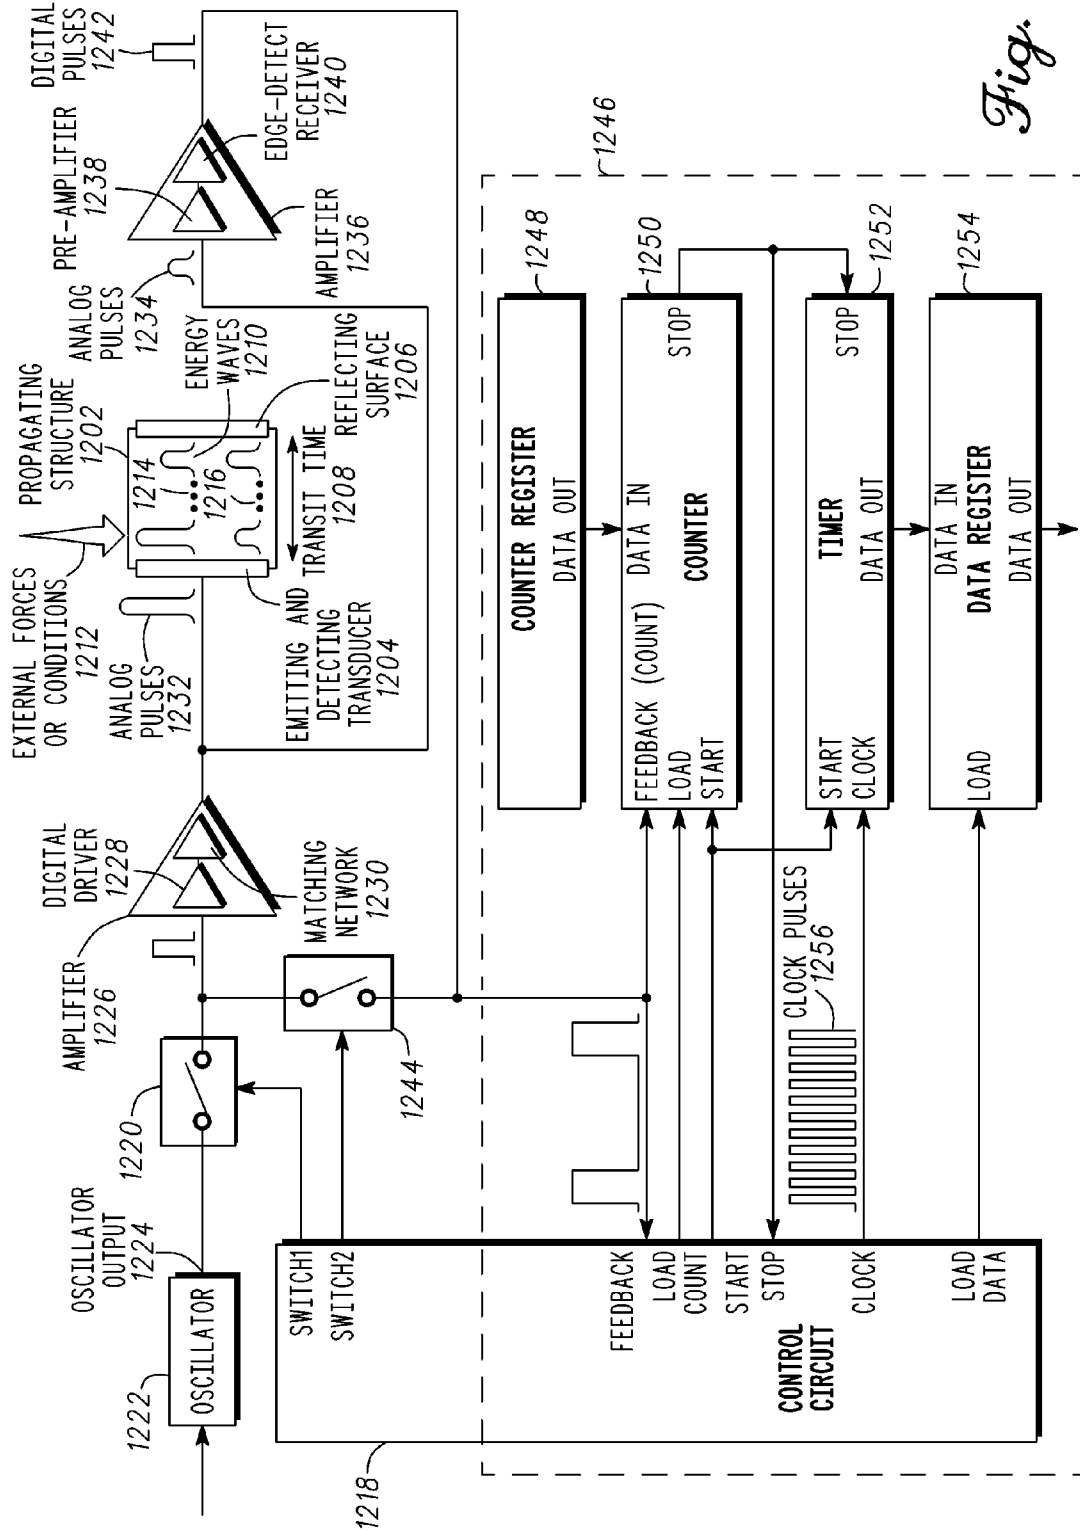 DIGITAL
PULSES
1242
PRE-AMPLIFIER
1238
EDGE-DETECT
RECEIVER
1240
ANALOG
PULSES
1234
AMPLIFIER
1236
PROPAGATING
STRUCTURE
1202
ENERGY
WAVES
1210
1214
1216
REFLECTING
SURFACE
1206
TRANSIT TIME
1208
EXTERNAL FORCES
OR CONDITIONS
1212
ANALOG
PULSES
1232
EMITTING AND
DETECTING
TRANSDUCER
1204
DIGITAL
DRIVER
1228
MATCHING
NETWORK
1230
AMPLIFIER
1226
1220
1244
OSCILLATOR
OUTPUT
1224
1222
OSCILLATOR
SWITCH1
SWITCH2
FEEDBACK
LOAD
COUNT
START
STOP
CLOCK
LOAD
DATA
CONTROL
CIRCUIT
1218
1246
1248
COUNTER REGISTER
DATA OUT
1250
STOP
DATA IN
COUNTER
FEEDBACK (COUNT)
LOAD
START
1252
STOP
TIMER
DATA OUT
START
CLOCK
CLOCK PULSES
1256
1254
DATA IN
DATA REGISTER
DATA OUT
LOAD
Fig.